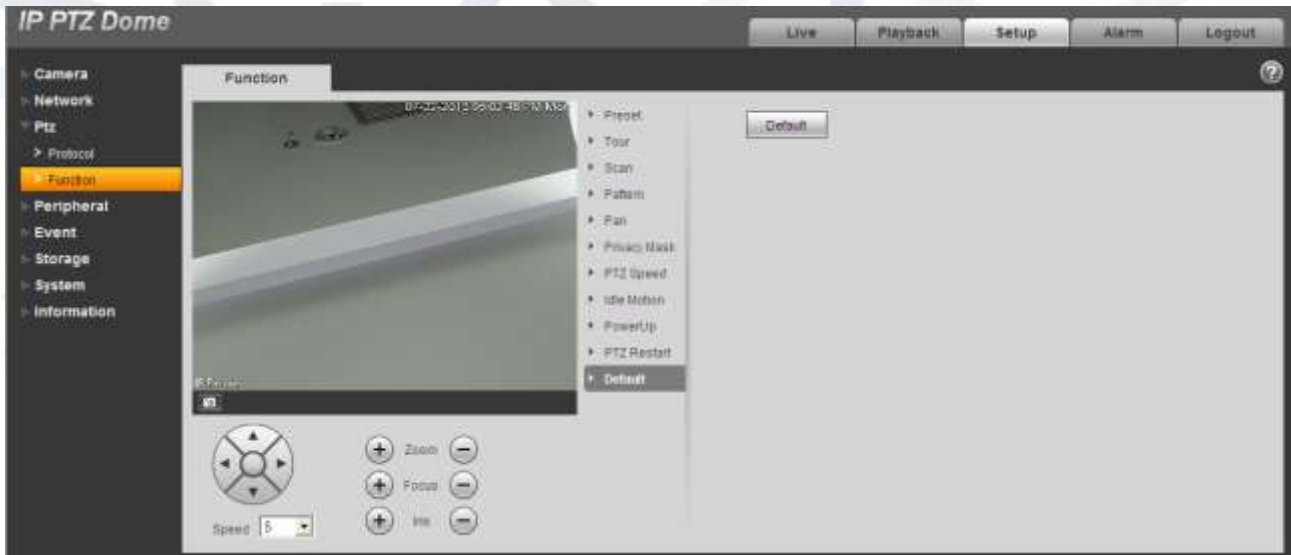 IP PTZ Dome
Live
Playback
Setup
Alarm
Logout
?
Camera
Network
Ptz
Protocol
Function
Peripheral
Event
Storage
System
Information
Function
Preset
Tour
Scan
Pattern
Pan
Privacy Mask
PTZ Speed
Idle Motion
PowerUp
PTZ Restart
Default
Default
Zoom
Focus
Iris
Speed 5